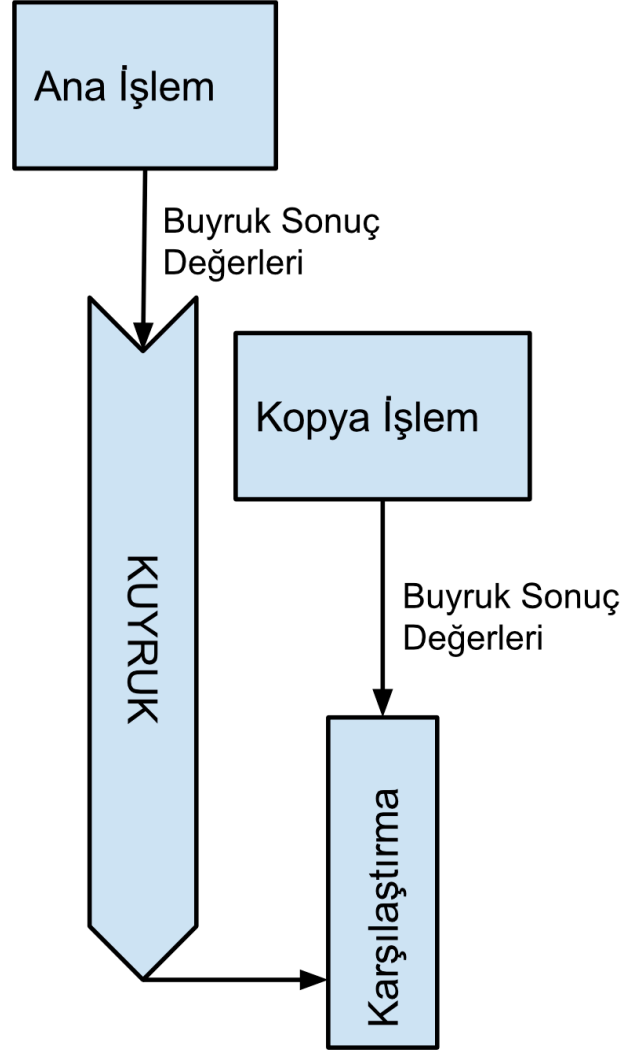 Ana İşlem
Buyruk Sonuç
Değerleri
Kopya İşlem
KUYRUK
Buyruk Sonuç
Değerleri
Karşılaştırma